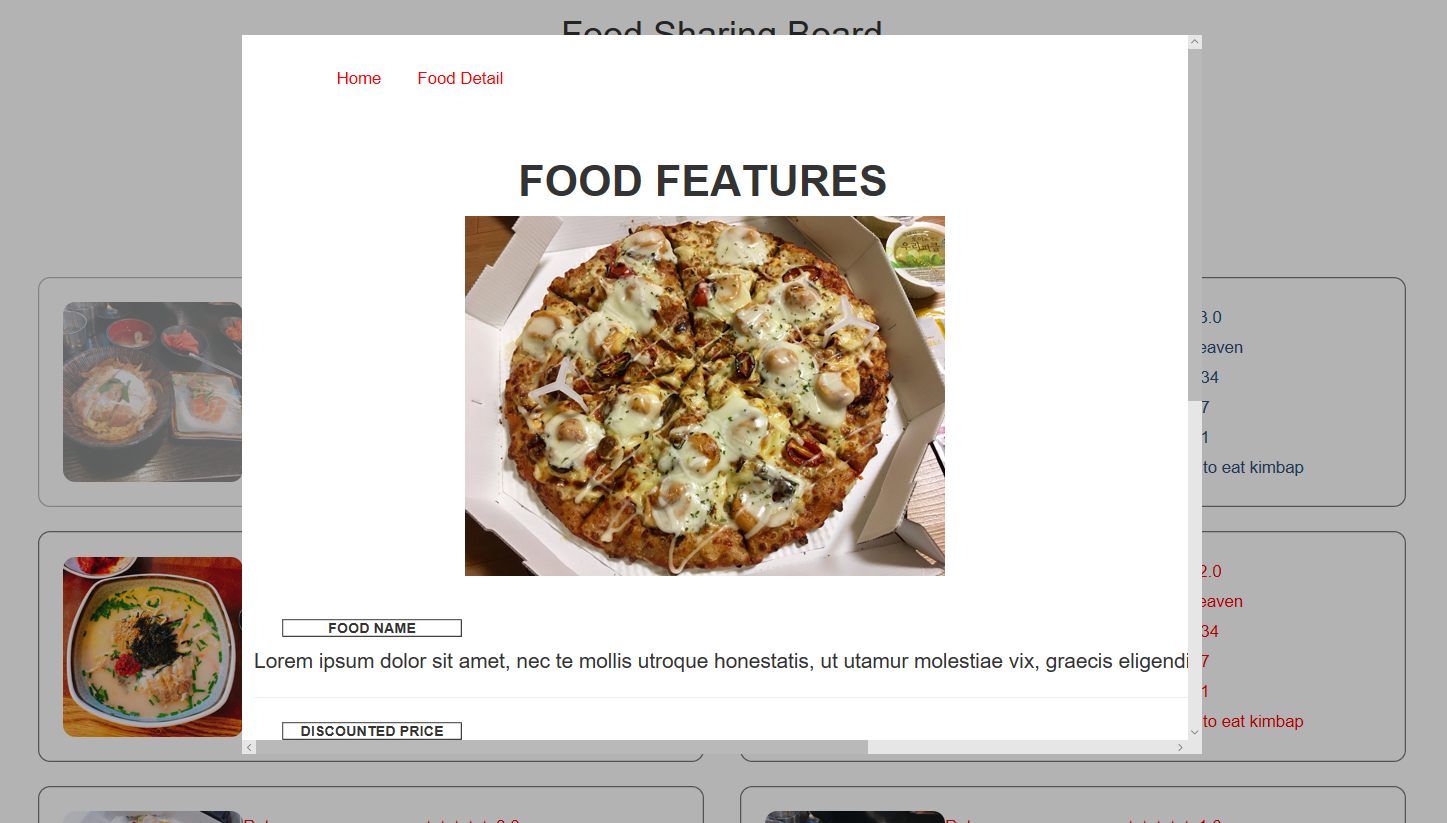 Food Sharing Board
Home
Food Detail
FOOD FEATURES
FOOD NAME
Lorem ipsum dolor sit amet, nec te mollis utroque honestatis, ut utamur molestiae vix, graecis eligendi
DISCOUNTED PRICE
3.0
eaven
34
7
1
to eat kimbap
2.0
eaven
34
7
1
to eat kimbap